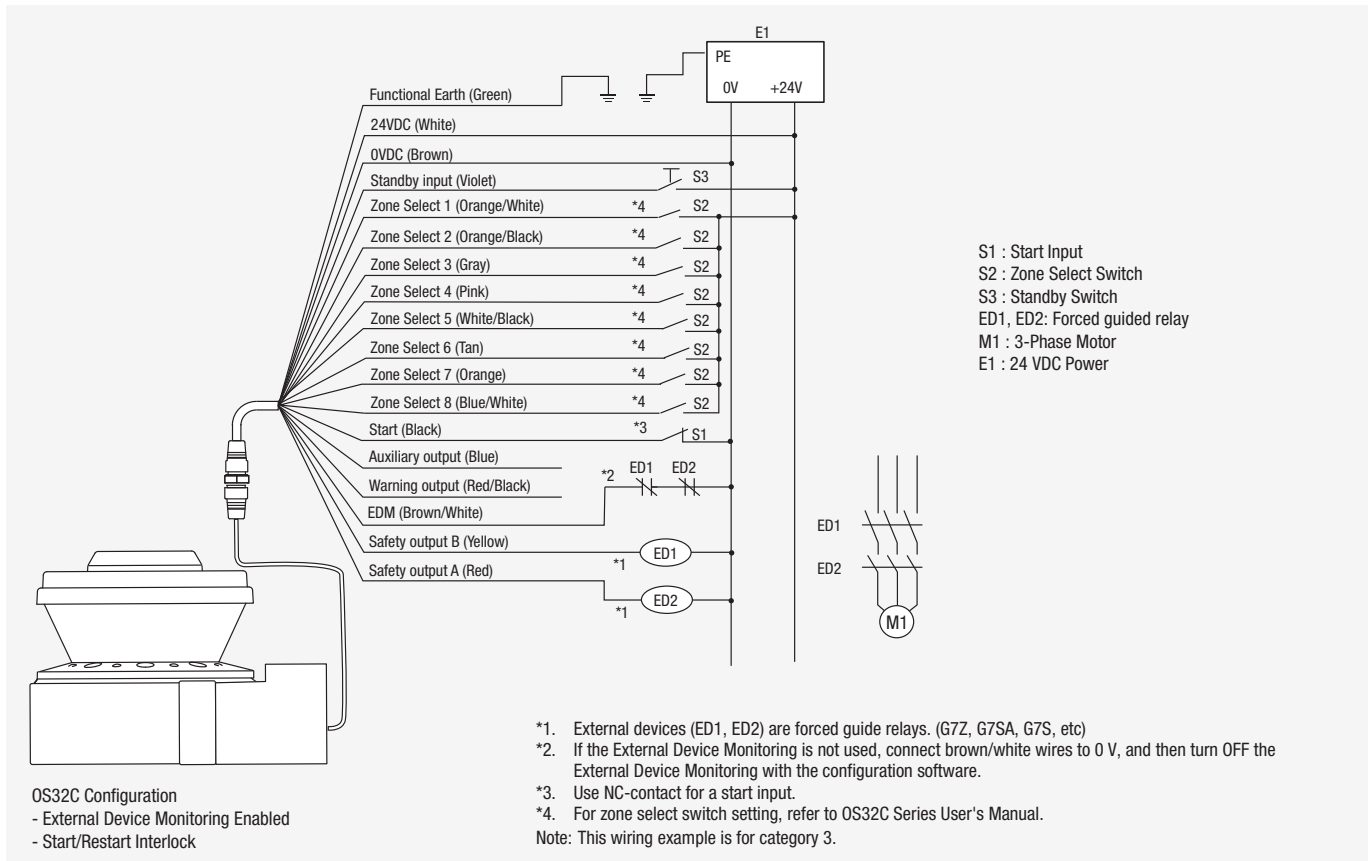 E1
PE
0V +24V
Functional Earth (Green)
24VDC (White)
0VDC (Brown)
Standby input (Violet) S3
Zone Select 1 (Orange/White) *4 S2
Zone Select 2 (Orange/Black) *4 S2
Zone Select 3 (Gray) *4 S2
Zone Select 4 (Pink) *4 S2
Zone Select 5 (White/Black) *4 S2
Zone Select 6 (Tan) *4 S2
Zone Select 7 (Orange) *4 S2
Zone Select 8 (Blue/White) *4 S2
Start (Black) *3 S1
Auxiliary output (Blue)
Warning output (Red/Black) *2 ED1 ED2
EDM (Brown/White)
Safety output B (Yellow) *1 ED1
Safety output A (Red) *1 ED2
S1 : Start Input
S2 : Zone Select Switch
S3 : Standby Switch
ED1, ED2: Forced guided relay
M1 : 3-Phase Motor
E1 : 24 VDC Power
ED1
ED2
M1
OS32C Configuration
- External Device Monitoring Enabled
- Start/Restart Interlock
*1. External devices (ED1, ED2) are forced guide relays. (G7Z, G7SA, G7S, etc)
*2. If the External Device Monitoring is not used, connect brown/white wires to 0 V, and then turn OFF the
External Device Monitoring with the configuration software.
*3. Use NC-contact for a start input.
*4. For zone select switch setting, refer to OS32C Series User's Manual.
Note: This wiring example is for category 3.